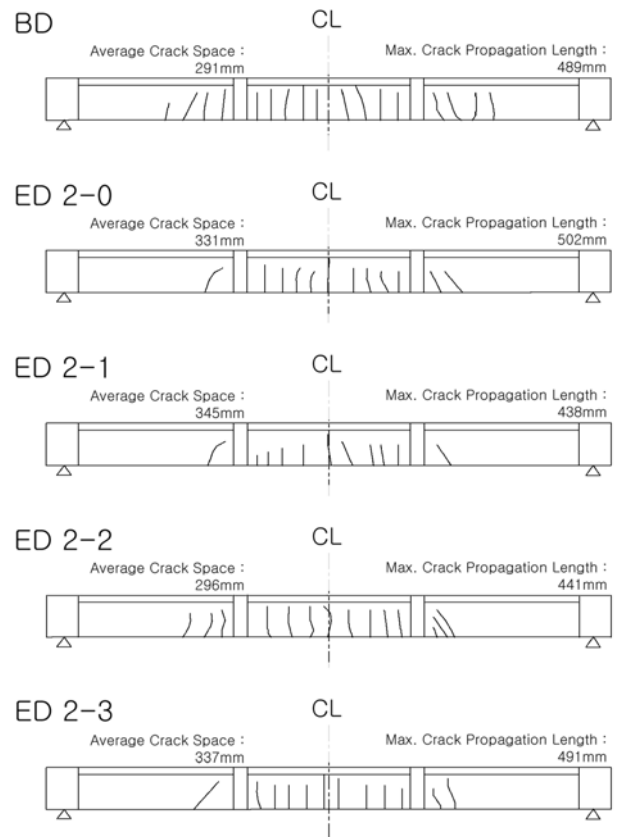 BD
CL
Average Crack Space :
291mm
Max. Crack Propagation Length :
489mm
ED 2-0
CL
Average Crack Space :
331mm
Max. Crack Propagation Length :
502mm
ED 2-1
CL
Average Crack Space :
345mm
Max. Crack Propagation Length :
438mm
ED 2-2
CL
Average Crack Space :
296mm
Max. Crack Propagation Length :
441mm
ED 2-3
CL
Average Crack Space :
337mm
Max. Crack Propagation Length :
491mm